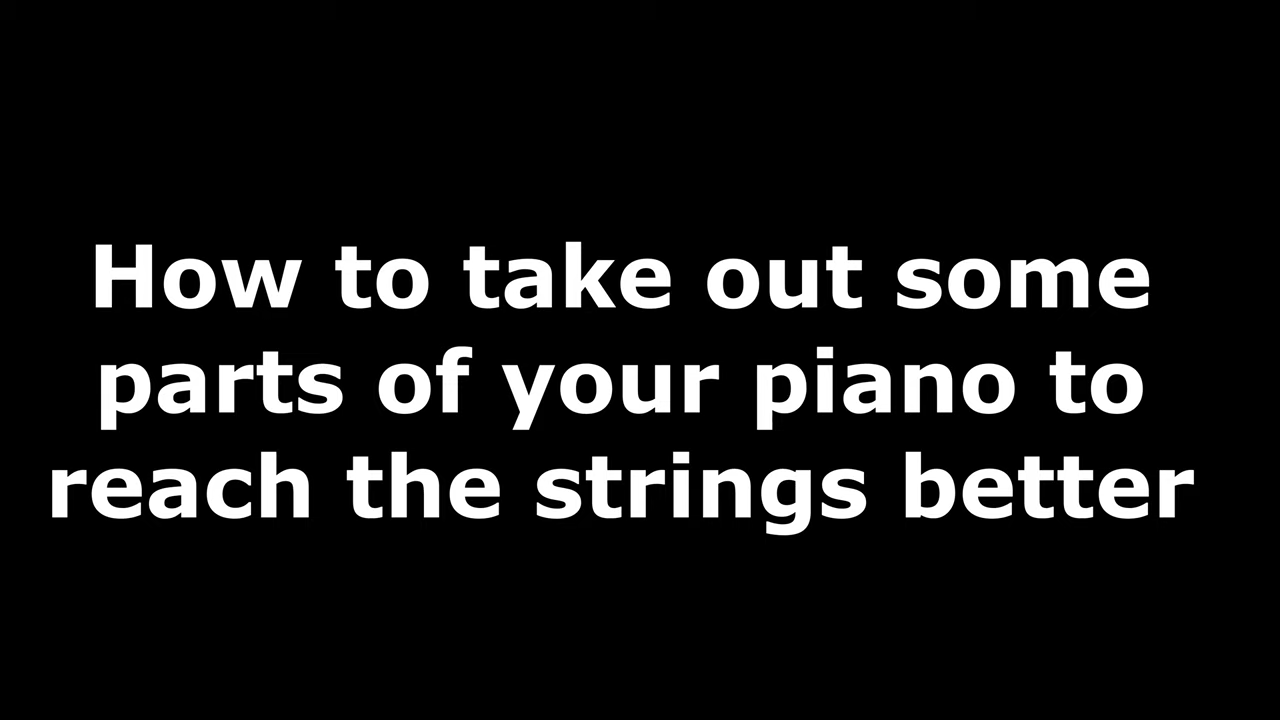 How to take out some
parts of your piano to
reach the strings better